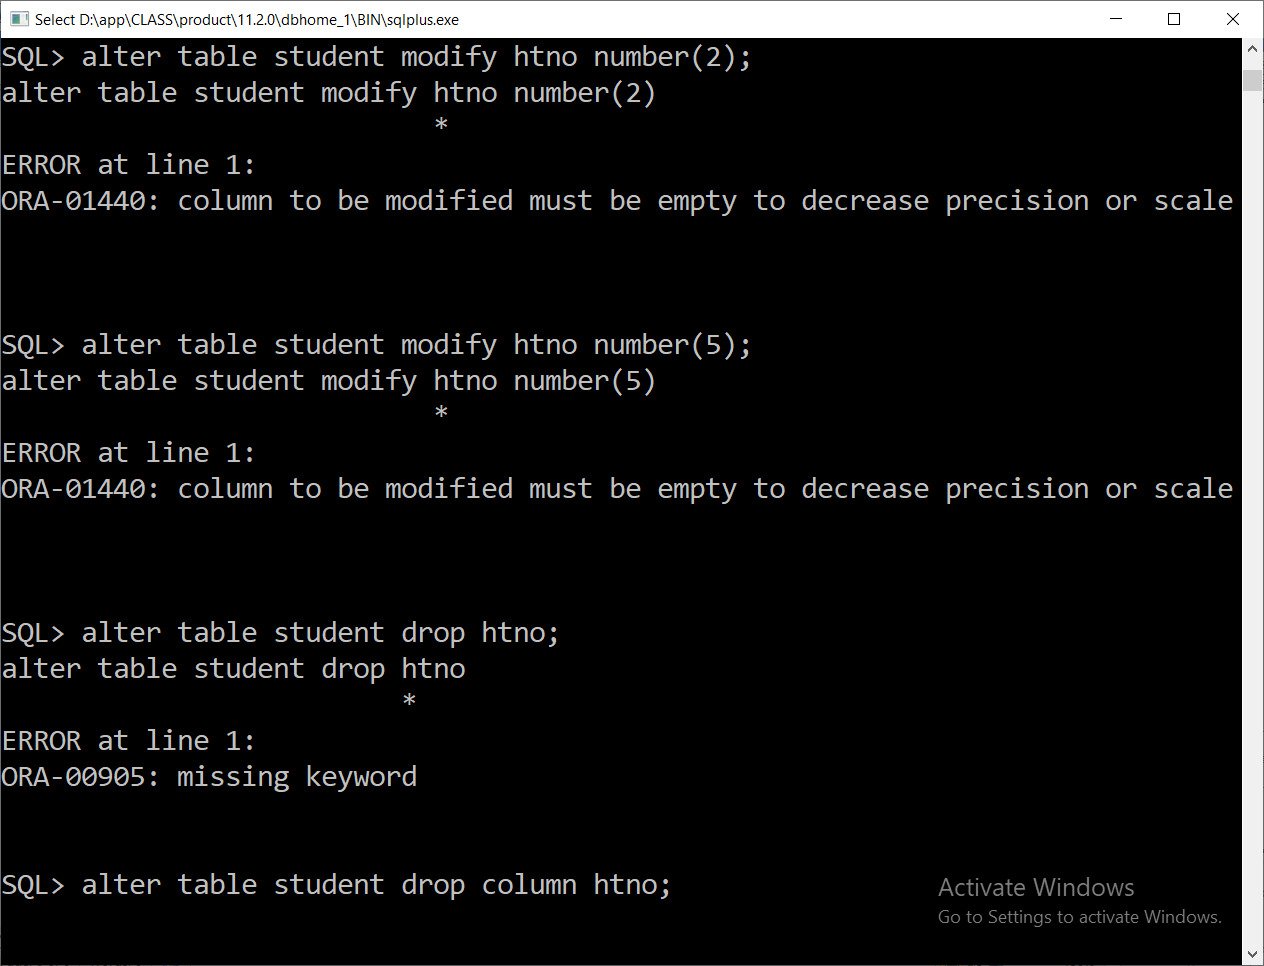 Select D:\app\CLASS\product\11.2.0\dbhome_1\BIN\sqlplus.exe
SQL> alter table student modify htno number(2);
alter table student modify htno number(2)
*
ERROR at line 1:
ORA-01440: column to be modified must be empty to decrease precision or scale
SQL> alter table student modify htno number(5);
alter table student modify htno number(5)
*
ERROR at line 1:
ORA-01440: column to be modified must be empty to decrease precision or scale
SQL> alter table student drop htno;
alter table student drop htno
*
ERROR at line 1:
ORA-00905: missing keyword
SQL> alter table student drop column htno;
Activate Windows
Go to Settings to activate Windows.